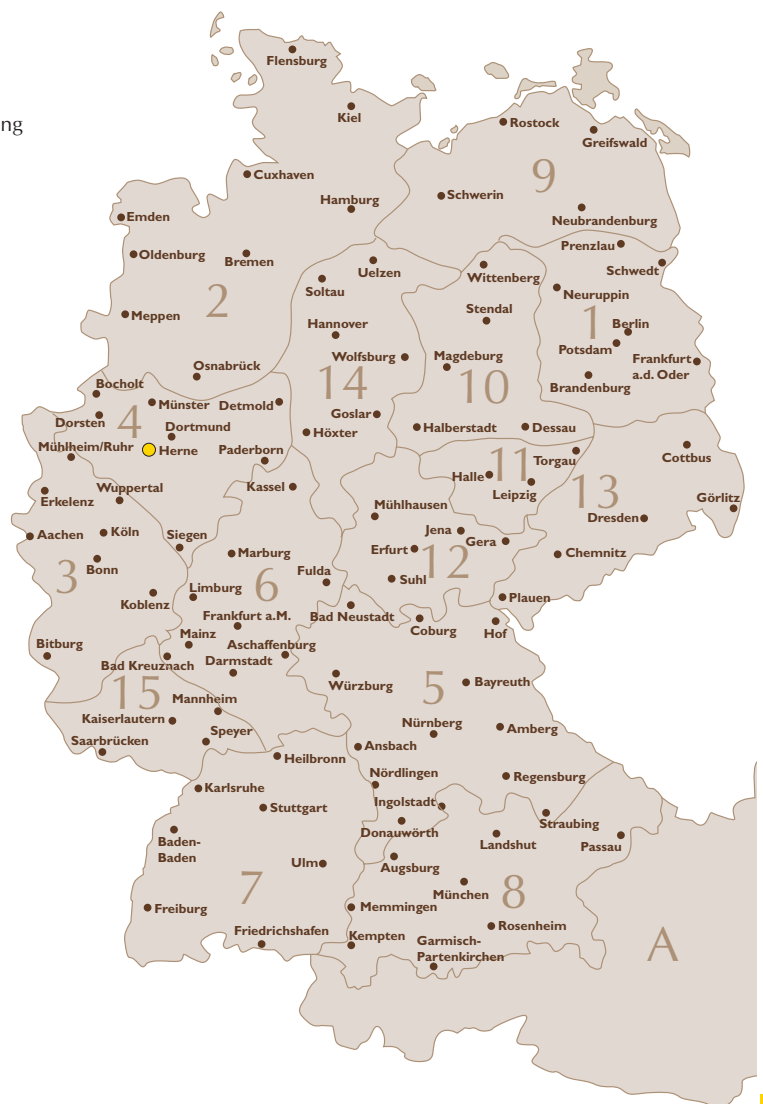 Flensburg
Kiel
ng
Rostock
Greifswald
9
Cuxhaven
Schwerin
Hamburg
Emden
Neubrandenburg
Prenzlau
Oldenburg
Bremen
Uelzen
Schwedt
Wittenberg
Soltau
Neuruppin
2
Stendal
Meppen
Hannover
1
Berlin
Potsdam
Wolfsburg
Magdeburg
Frankfurt
a.d. Oder
Osnabrück
14
10
Brandenburg
Bocholt
Münster
Detmold
Goslar
4
Dorsten
Dortmund
Höxter
Halberstadt
Dessau
Mühlheim/Ruhr
Herne
Paderborn
11
Torgau
Cottbus
Halle
Leipzig
13
Wuppertal
Kassel
Erkelenz
Mühlhausen
Görlitz
Dresden
Aachen
Köln
Siegen
Jena
Gera
Erfurt
12
Chemnitz
Marburg
3
Bonn
Fulda
6
Suhl
Limburg
Koblenz
Plauen
Frankfurt a.M.
Bad Neustadt
Coburg
Hof
Mainz
Bitburg
Aschaffenburg
Bad Kreuznach
Darmstadt
15
Würzburg
5
Bayreuth
Mannheim
Kaiserlautern
Nürnberg
Amberg
Speyer
Saarbrücken
Ansbach
Heilbronn
Nördlingen
Regensburg
Karlsruhe
Ingolstadt
Stuttgart
Straubing
Donauwörth
Baden-
Baden
Landshut
Passau
Ulm
Augsburg
7
München
8
Freiburg
Memmingen
Rosenheim
Friedrichshafen
Kempten
Garmisch-
Partenkirchen
A